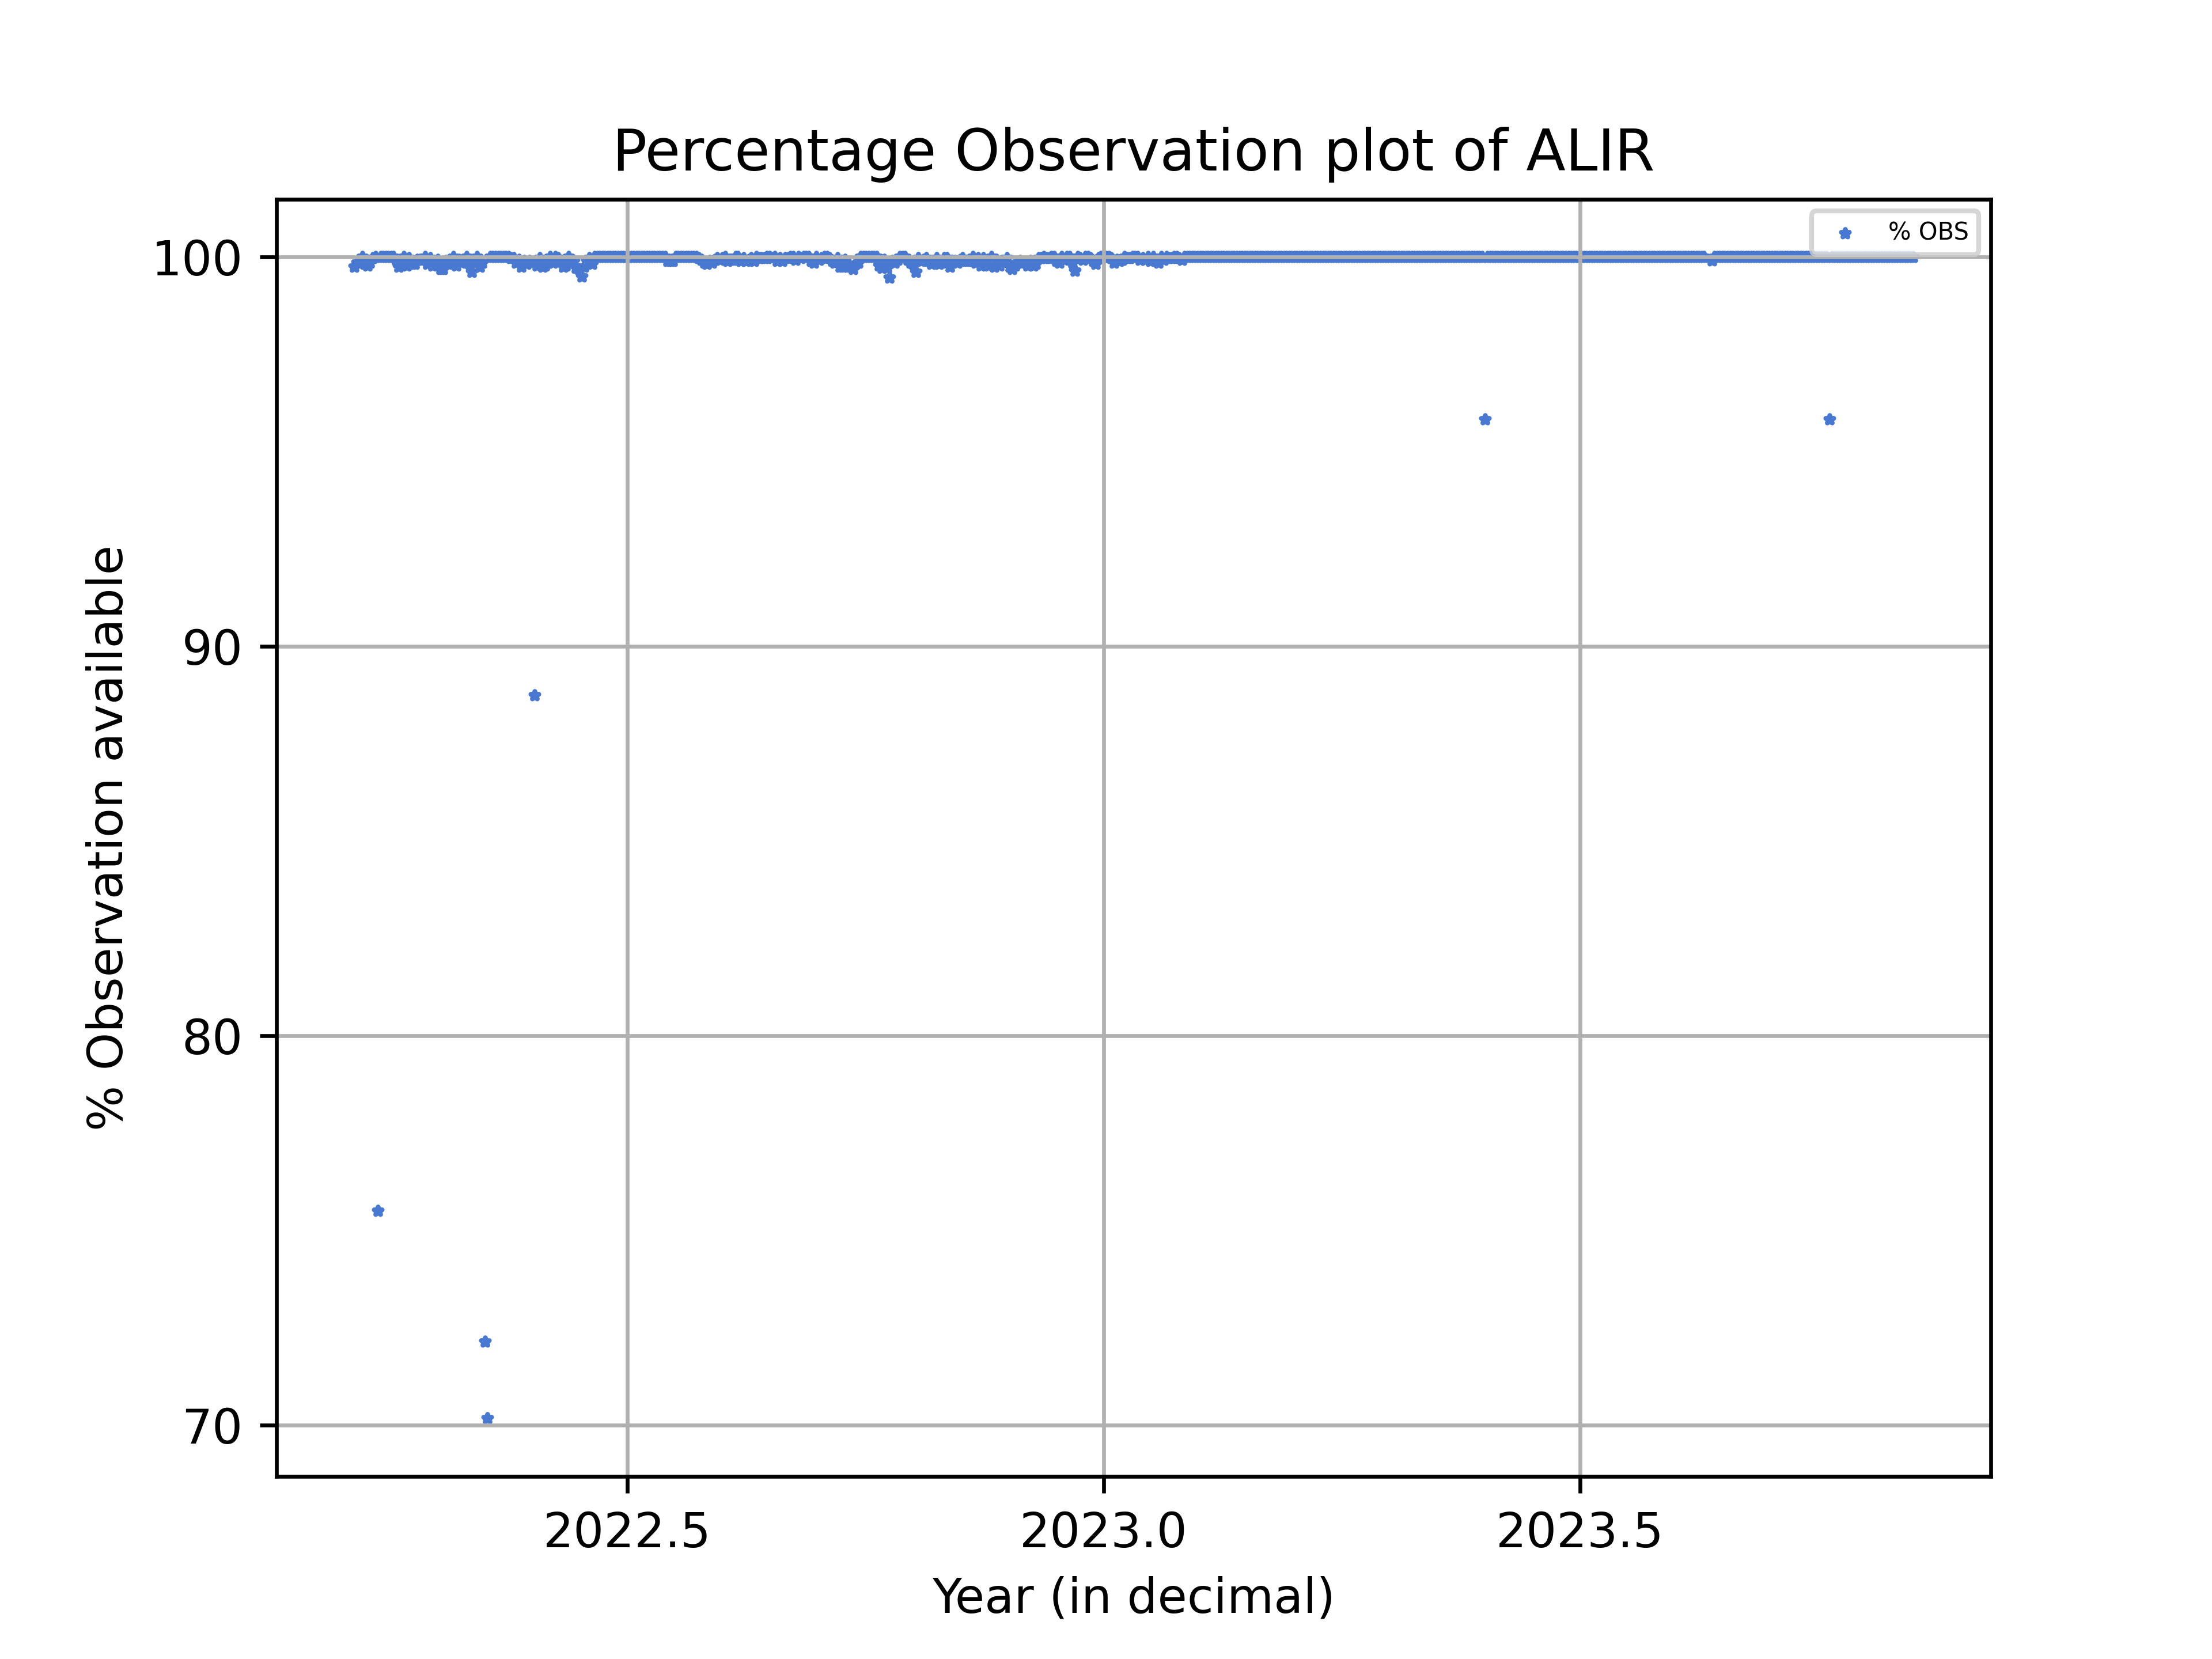 Percentage Observation plot of ALIR
% OBS
100
90
80
70
% Observation available
2022.5 2023.0 2023.5
Year (in decimal)